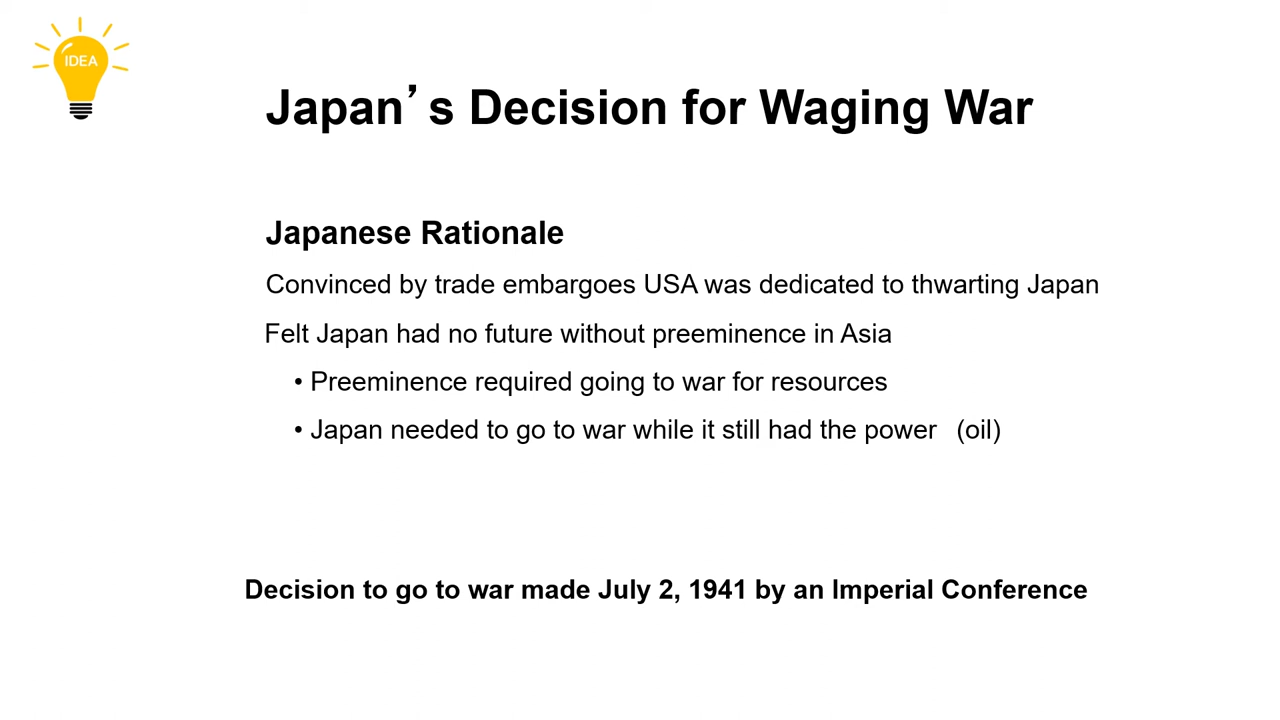 IDEA
Japan’s Decision for Waging War
Japanese Rationale
Convinced by trade embargoes USA was dedicated to thwarting Japan
Felt Japan had no future without preeminence in Asia
• Preeminence required going to war for resources
• Japan needed to go to war while it still had the power (oil)
Decision to go to war made July 2, 1941 by an Imperial Conference